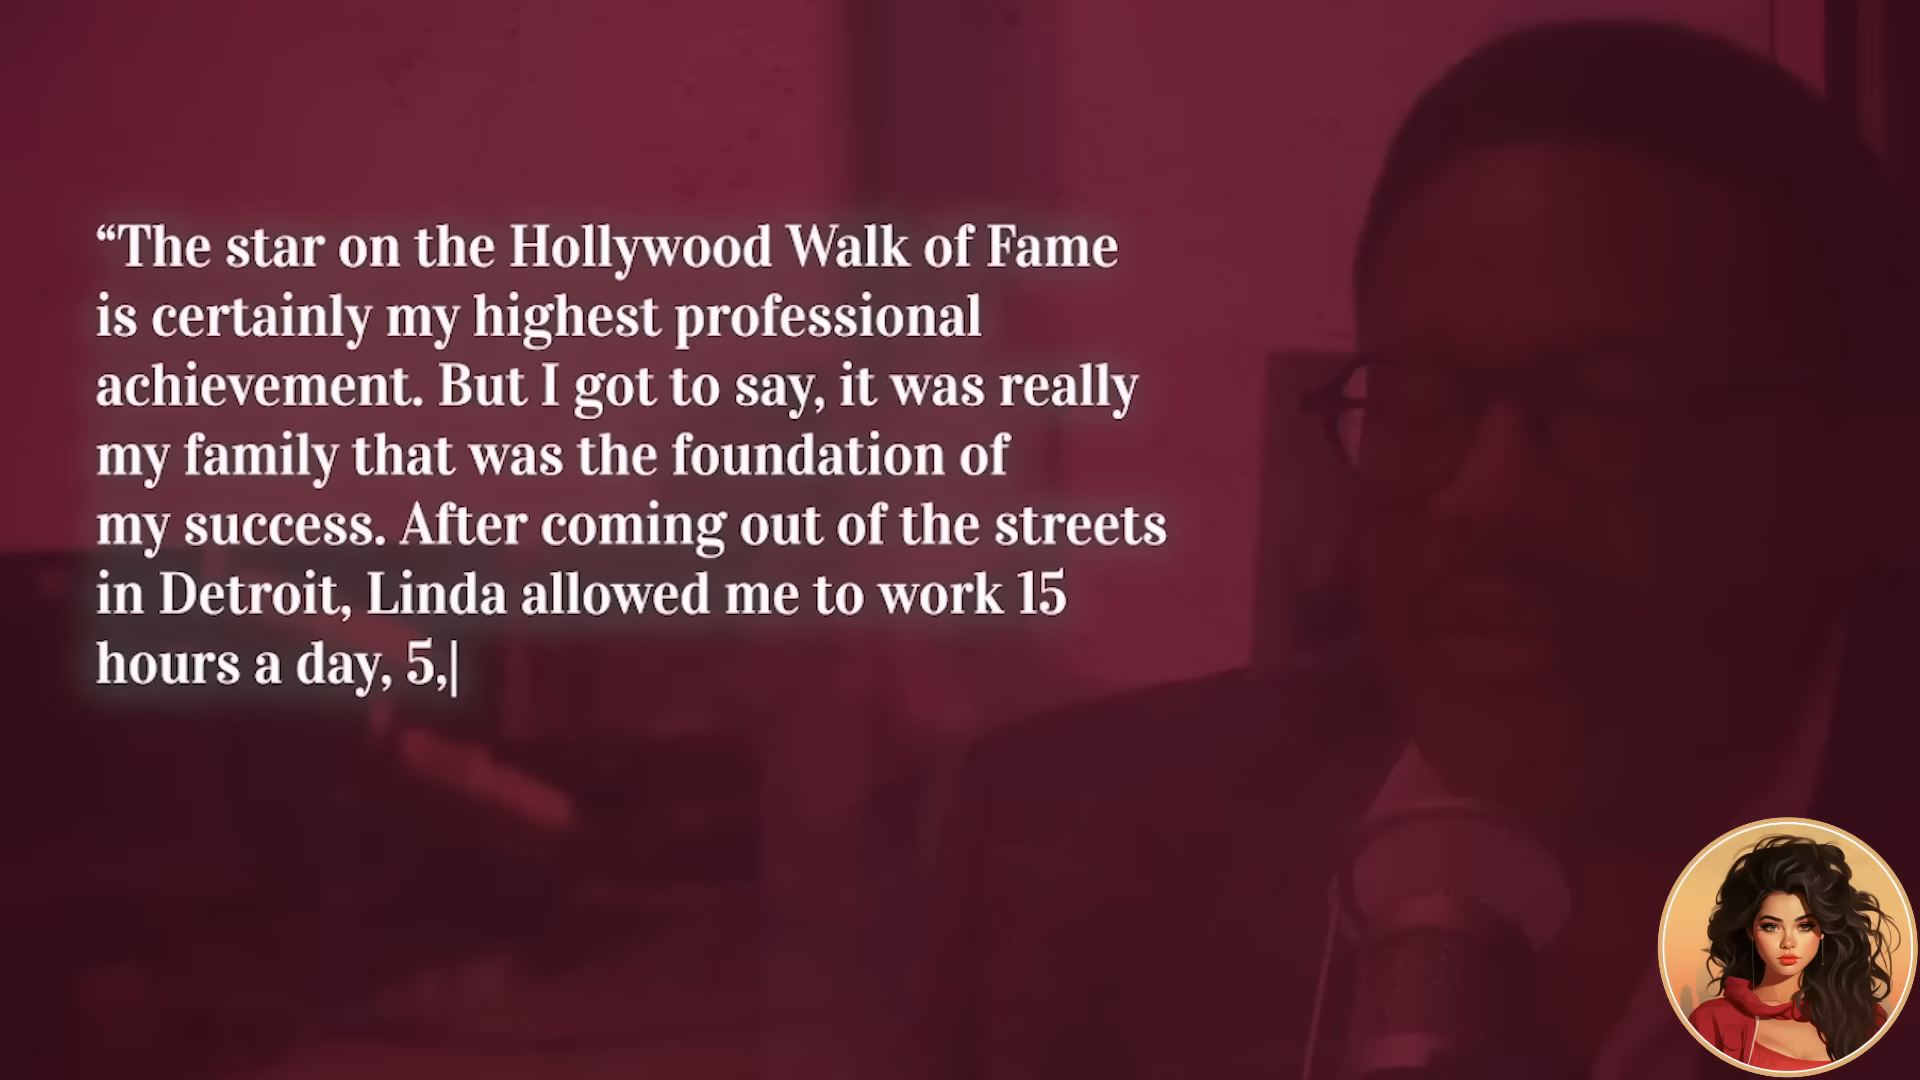 “The star on the Hollywood Walk of Fame
is certainly my highest professional
achievement. But I got to say, it was really
my family that was the foundation of
my success. After coming out of the streets
in Detroit, Linda allowed me to work 15
hours a day, 5,|